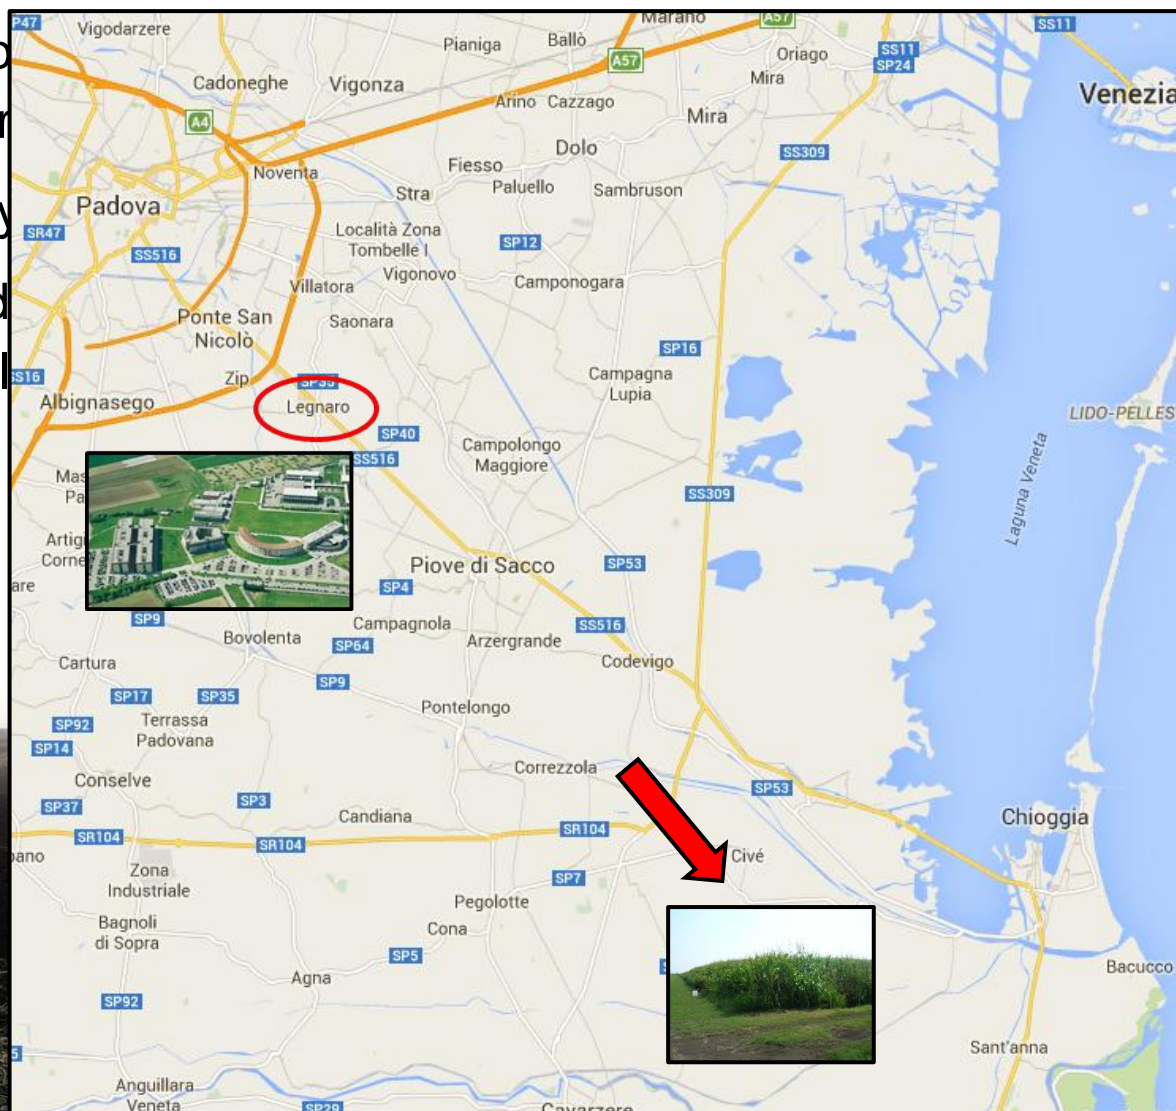 SP47
Vigodarzere
Marano
A57
SS11
Pianiga
Ballò
Oriago
SS11
SP24
A57
Cadoneghe
Vigonza
Mira
Venezia
Arino
Cazzago
Mira
A4
Dolo
SS309
Noventa
Fiesso
Stra
Paluello
Sambruson
Padova
SR47
Località Zona
Tombelle I
SP12
SS516
Vigonovo
Villatora
Camponogara
Ponte San
Nicolò
Saonara
SP16
SS16
Zip
SP35
Campagna
Lupia
Albignasego
Legnaro
LIDO-PELLES
SP40
Campolongo
Maggiore
SS516
Laguna Veneta
SS309
Piove di Sacco
SP53
SP4
SP9
Campagnola
SS516
Bovolenta
SP64
Arzergrande
Cartura
Codevigo
SP9
SP17
SP35
Pontelongo
SP92
Terrassa
Padovana
SP14
Correzzola
Conselve
SP53
SP37
SP3
Candiana
Chioggia
SR104
SR104
SR104
Civé
Zona
Industriale
SP7
Pegolotte
Bagnoli
di Sopra
Cona
SP5
Bacucco
Agna
SP92
Sant'anna
Anguillara
Veneta
SP29
Cavarzere